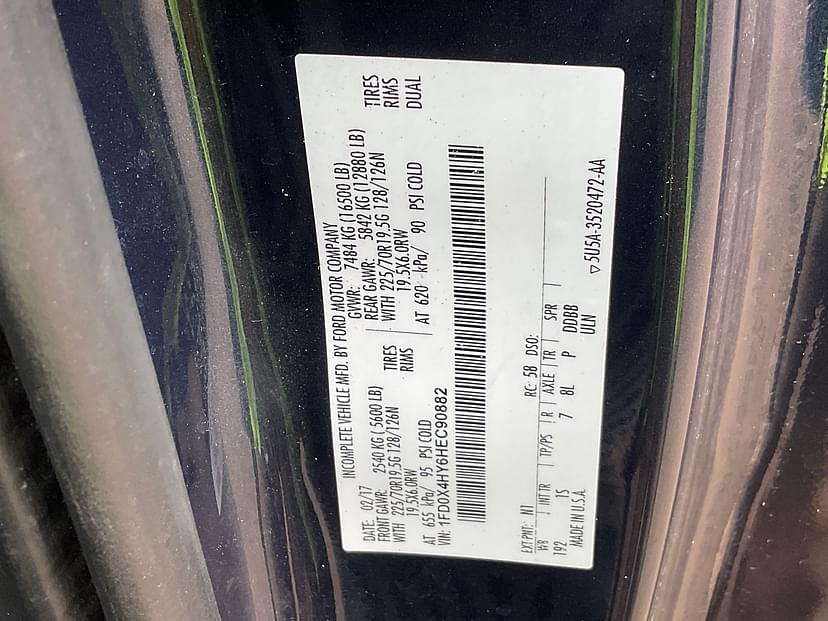 INCOMPLETE VEHICLE MFD. BY FORD MOTOR COMPANY
DATE: 02/17 GVWR: 7484 KG (16500 LB)
FRONT GAWR: 2540 KG ( 5600 LB) REAR GAWR: 5842 KG (12880 LB)
WITH 225/70R19.5G 128/126N TIRES WITH 225/70R19.5G 128/126N TIRES
19.5X6.0RW RIMS 19.5X6.0RW RIMS
AT 655 kPa/ 95 PSI COLD AT 620 kPa/ 90 PSI COLD DUAL
VIN: 1FD0X4HY6HEC90882
EXT PNT: N1 RC: 58 DSO:
WB INT TR TP/PS R AXLE TR SPR
192 TS 7 8L P DDBB
MADE IN U.S.A. ULN
▽5U5A-3520472-AA